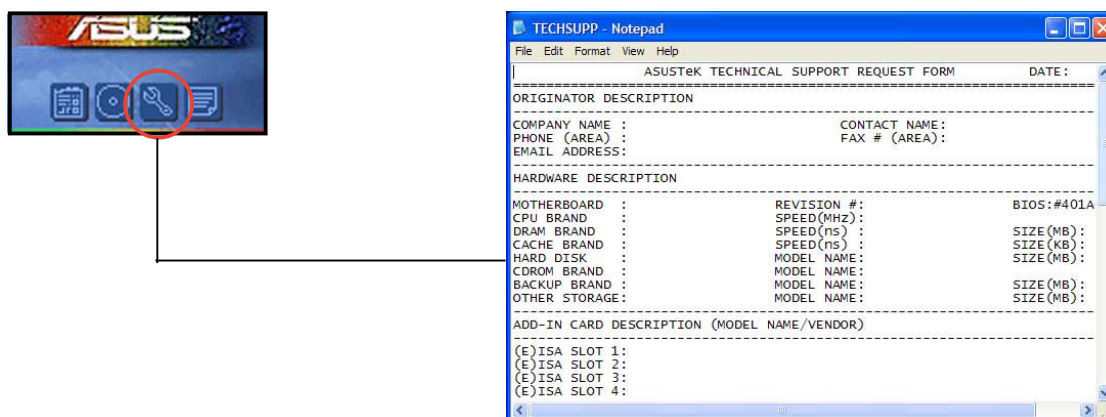 ASUS
TECHSUPP - Notepad
File Edit Format View Help
ASUSTeK TECHNICAL SUPPORT REQUEST FORM DATE:
ORIGINATOR DESCRIPTION
COMPANY NAME : CONTACT NAME:
PHONE (AREA) : FAX # (AREA):
EMAIL ADDRESS:
HARDWARE DESCRIPTION
MOTHERBOARD : REVISION #: BIOS:#401A
CPU BRAND : SPEED(MHz):
DRAM BRAND : SPEED(ns) : SIZE(MB):
CACHE BRAND : SPEED(ns) : SIZE(KB):
HARD DISK : MODEL NAME: SIZE(MB):
CDROM BRAND : MODEL NAME:
BACKUP BRAND : MODEL NAME: SIZE(MB):
OTHER STORAGE: MODEL NAME: SIZE(MB):
ADD-IN CARD DESCRIPTION (MODEL NAME/VENDOR)
(E)ISA SLOT 1:
(E)ISA SLOT 2:
(E)ISA SLOT 3:
(E)ISA SLOT 4: